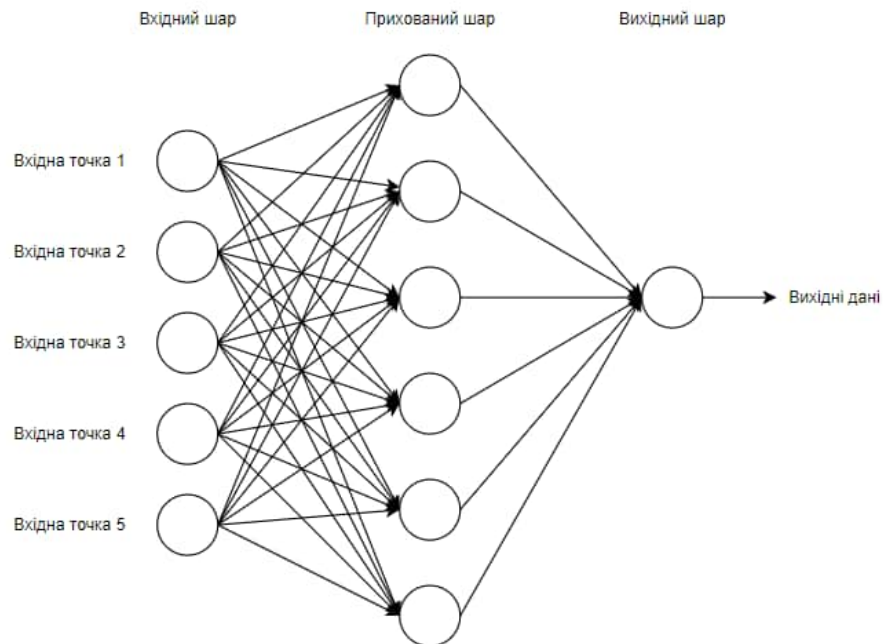 Вхідний шар
Прихований шар
Вихідний шар
Вхідна точка 1
Вхідна точка 2
Вхідна точка 3
Вхідна точка 4
Вхідна точка 5
Вихідні дані